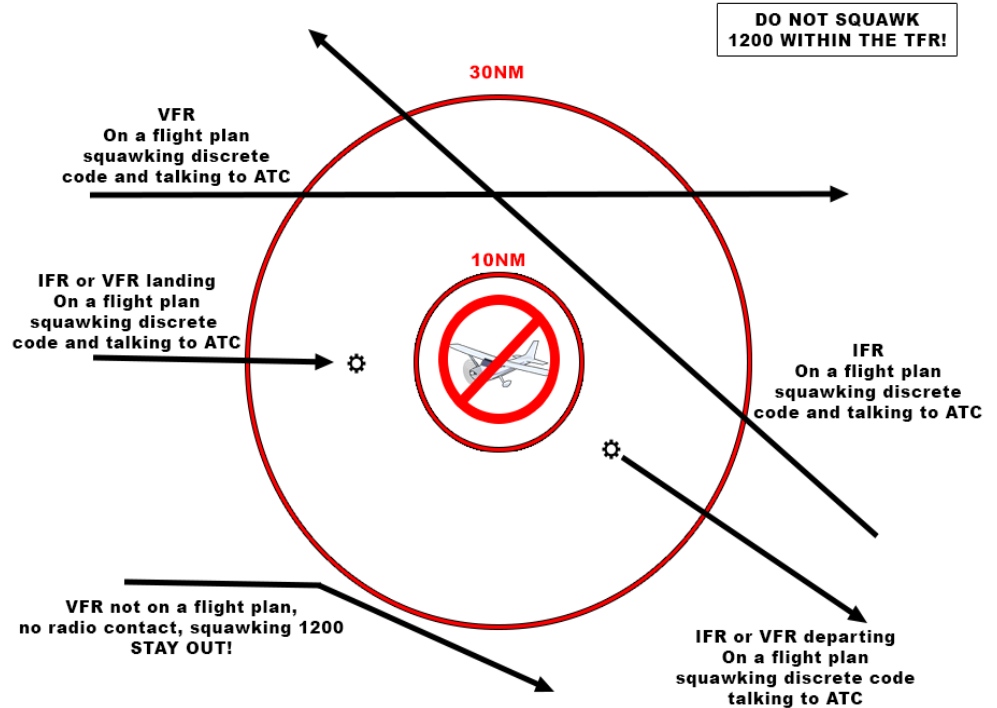 DO NOT SQUAWK
1200 WITHIN THE TFR!
30NM
VFR
On a flight plan
squawking discrete
code and talking to ATC
10NM
IFR or VFR landing
On a flight plan
squawking discrete
code and talking to ATC
IFR
On a flight plan
squawking discrete
code and talking to ATC
VFR not on a flight plan,
no radio contact, squawking 1200
STAY OUT!
IFR or VFR departing
On a flight plan
squawking discrete code
talking to ATC